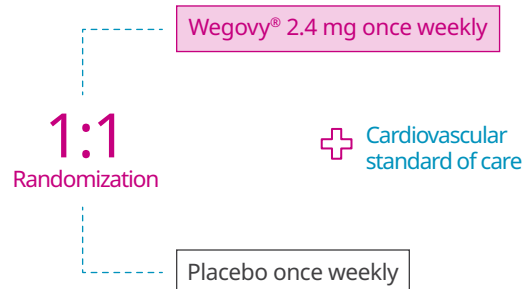 Wegovy® 2.4 mg once weekly
1:1
Randomization
Cardiovascular
standard of care
Placebo once weekly